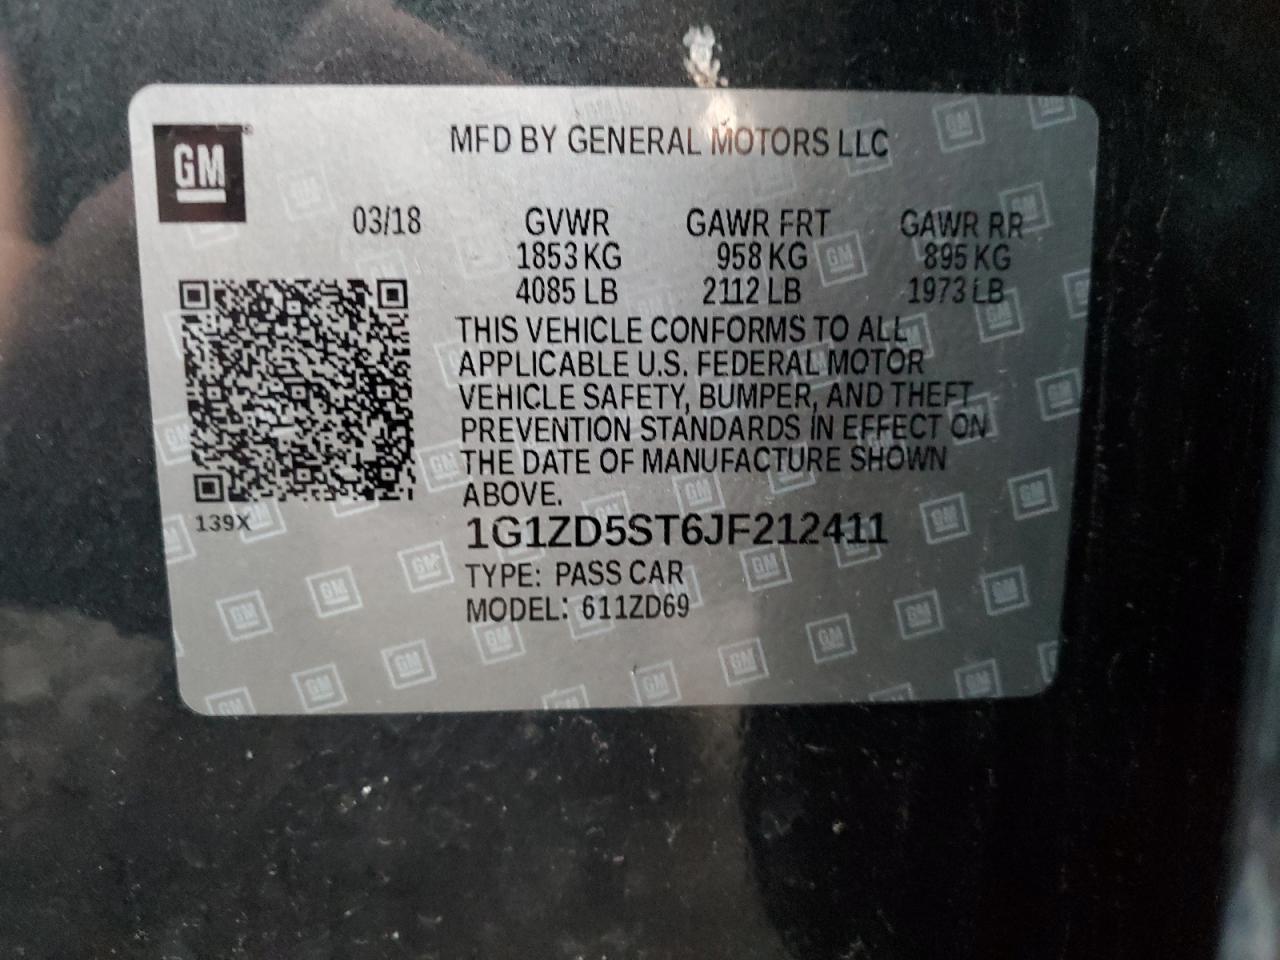 GM
MFD BY GENERAL MOTORS LLC
03/18 GVWR GAWR FRT GAWR RR
1853 KG 958 KG 895 KG
4085 LB 2112 LB 1973 LB
THIS VEHICLE CONFORMS TO ALL
APPLICABLE U.S. FEDERAL MOTOR
VEHICLE SAFETY, BUMPER, AND THEFT
PREVENTION STANDARDS IN EFFECT ON
THE DATE OF MANUFACTURE SHOWN
ABOVE.
139X
1G1ZD5ST6JF212411
TYPE: PASS CAR
MODEL: 611ZD69